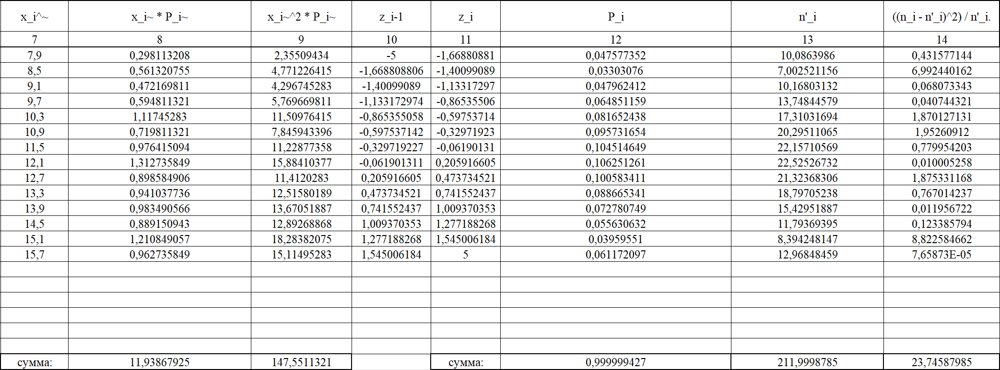 x_i^~ x_i~ * P_i~ x_i~^2 * P_i~ z_i-1 z_i P_i n'_i ((n_i - n'_i)^2) / n'_i.
7 8 9 10 11 12 13 14
7,9 0,298113208 2,35509434 -5 -1,66880881 0,047577352 10,0863986 0,431577144
8,5 0,561320755 4,771226415 -1,668808806 -1,40099089 0,03303076 7,002521156 6,992440162
9,1 0,472169811 4,296745283 -1,40099089 -1,13317297 0,047962412 10,16803132 0,068073343
9,7 0,594811321 5,769669811 -1,133172974 -0,86535506 0,064851159 13,74844579 0,040744321
10,3 1,11745283 11,50976415 -0,865355058 -0,59753714 0,081652438 17,31031694 1,870127131
10,9 0,719811321 7,845943396 -0,597537142 -0,32971923 0,095731654 20,29511065 1,95260912
11,5 0,976415094 11,22877358 -0,329719227 -0,06190131 0,104514649 22,15710569 0,779954203
12,1 1,312735849 15,88410377 -0,061901311 0,205916605 0,106251261 22,52526732 0,010005258
12,7 0,898584906 11,4120283 0,205916605 0,473734521 0,100583411 21,32368306 1,875331168
13,3 0,941037736 12,51580189 0,473734521 0,741552437 0,088665341 18,79705238 0,767014237
13,9 0,983490566 13,67051887 0,741552437 1,009370353 0,072780749 15,42951887 0,011956722
14,5 0,889150943 12,89268868 1,009370353 1,277188268 0,055630632 11,79369395 0,123385794
15,1 1,210849057 18,28382075 1,277188268 1,545006184 0,03959551 8,394248147 8,822584662
15,7 0,962735849 15,11495283 1,545006184 5 0,061172097 12,96848459 7,65873E-05
сумма: 11,93867925 147,5511321 сумма: 0,999999427 211,9998785 23,74587985